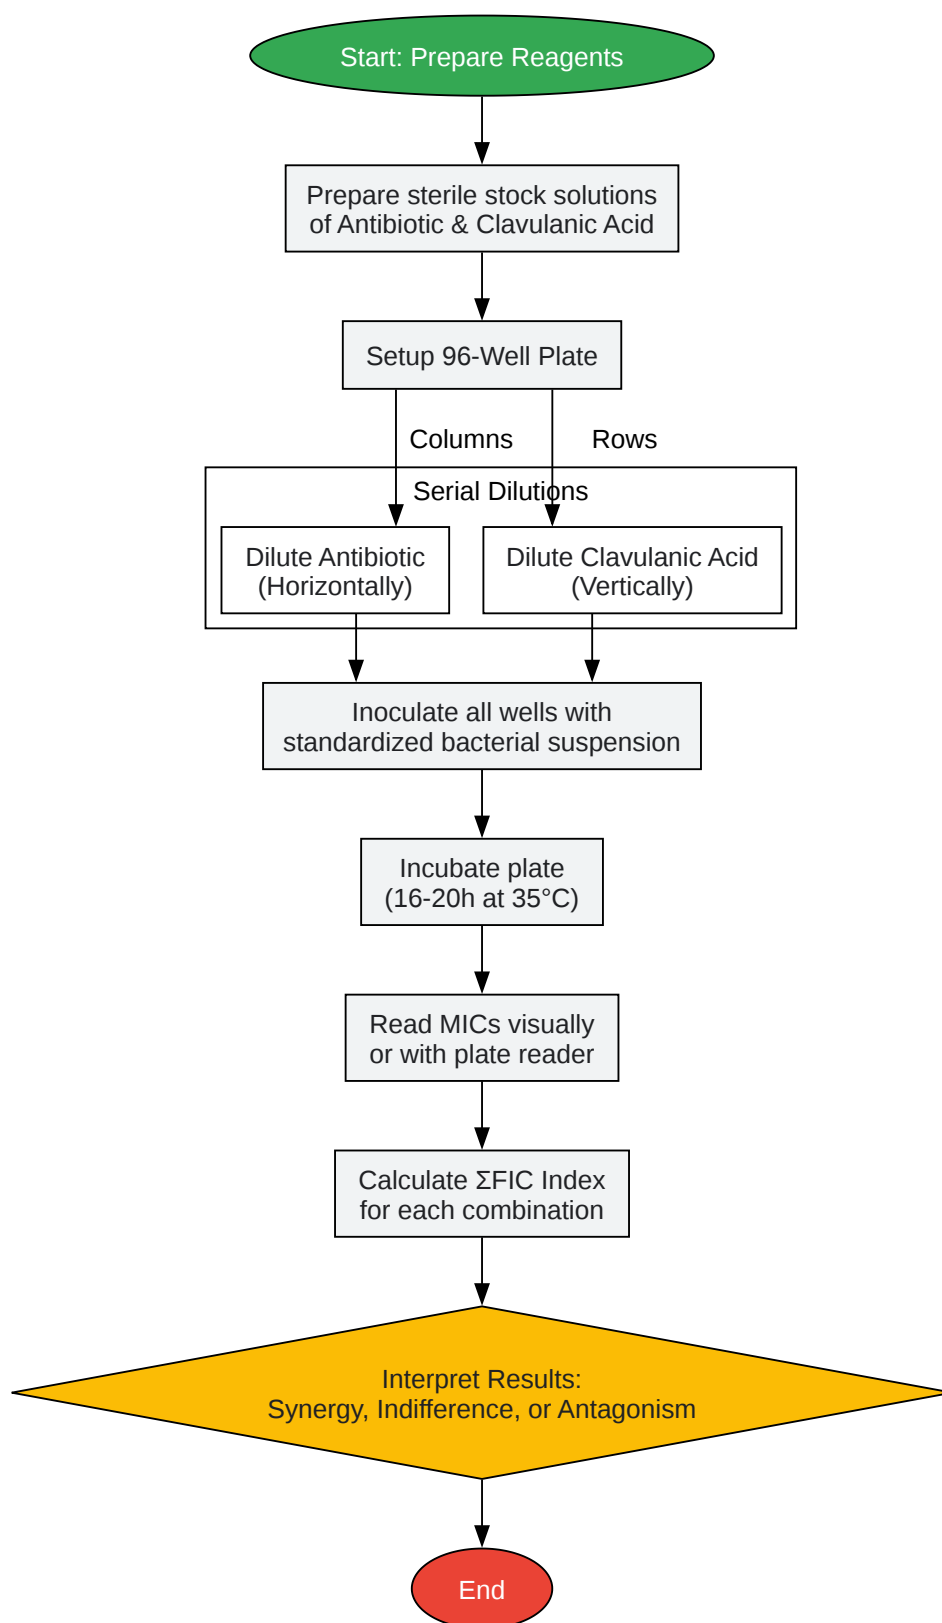 Start: Prepare Reagents
Prepare sterile stock solutions
of Antibiotic & Clavulanic Acid
Setup 96-Well Plate
Columns
Rows
Serial Dilutions
Dilute Antibiotic
(Horizontally)
Dilute Clavulanic Acid
(Vertically)
Inoculate all wells with
standardized bacterial suspension
Incubate plate
(16-20h at 35°C)
Read MICs visually
or with plate reader
Calculate ΣFIC Index
for each combination
Interpret Results:
Synergy, Indifference, or Antagonism
End